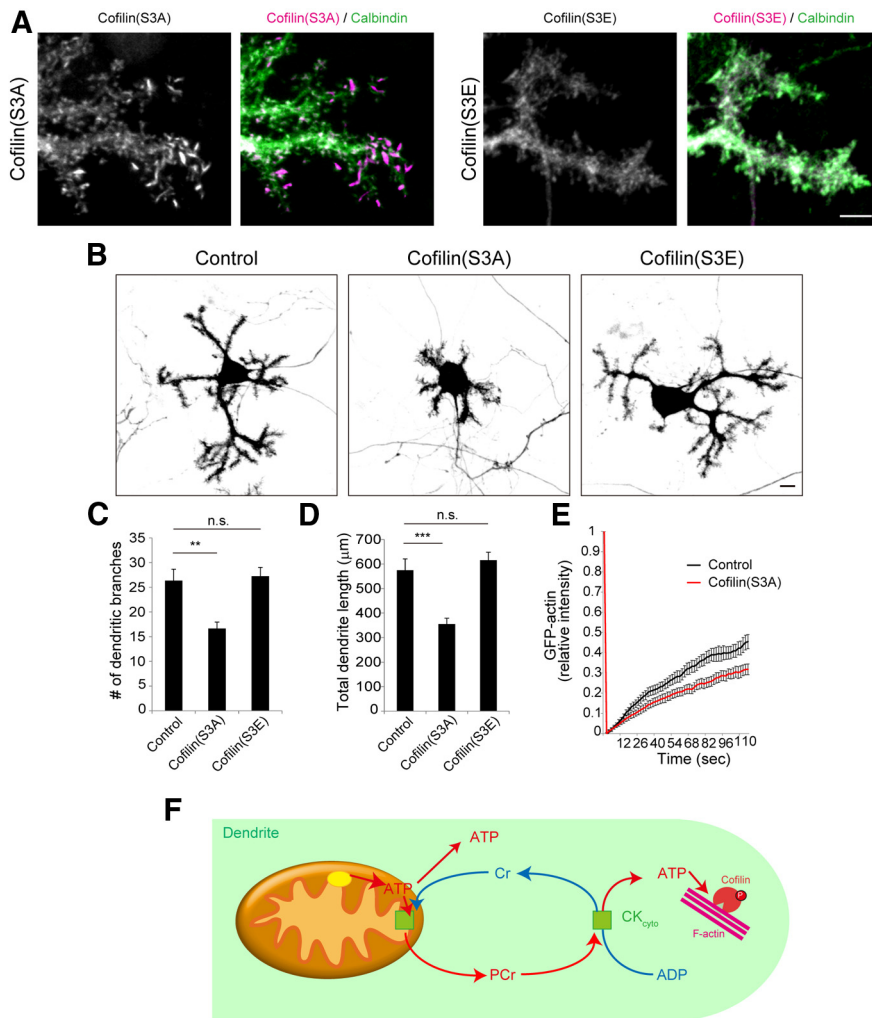 A
Cofilin(S3A)
Cofilin(S3A) / Calbindin
Cofilin(S3E)
Cofilin(S3E) / Calbindin
Cofilin(S3A)
Cofilin(S3E)
B
Control
Cofilin(S3A)
Cofilin(S3E)
C
# of dendritic branches
35
30
25
20
15
10
5
0
n.s.
**
Control
Cofilin(S3A)
Cofilin(S3E)
D
Total dendrite length (μm)
800
700
600
500
400
300
200
100
0
n.s.
***
Control
Cofilin(S3A)
Cofilin(S3E)
E
GFP-actin
(relative intensity)
1
0.9
0.8
0.7
0.6
0.5
0.4
0.3
0.2
0.1
Control
Cofilin(S3A)
12 26 40 54 68 82 96 110
Time (sec)
F
Dendrite
ATP
ATP
Cr
PCr
CKcyto
ATP
ADP
Cofilin
P
F-actin